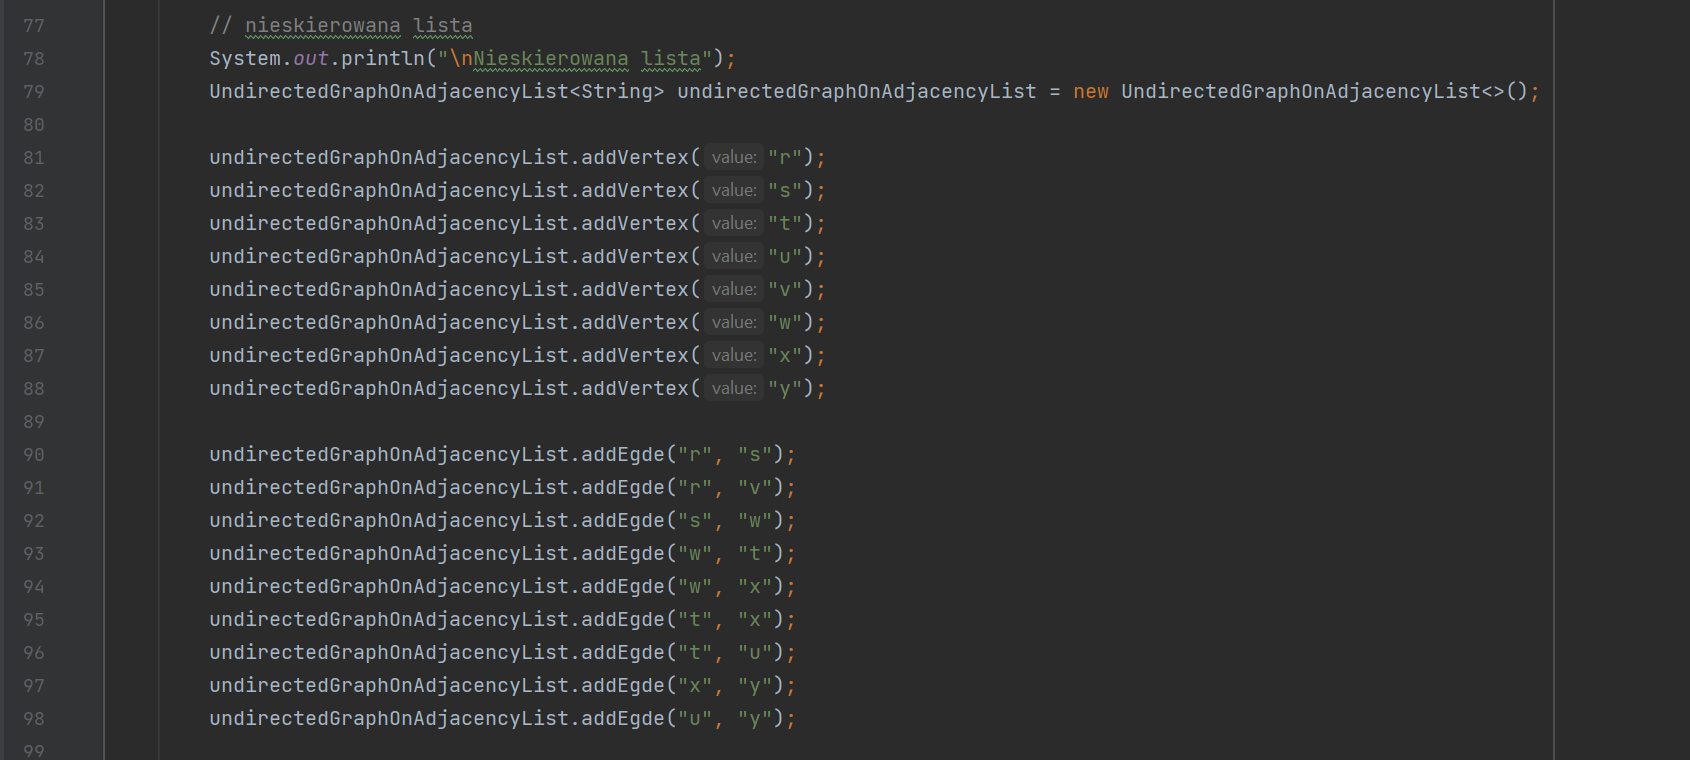 77 // nieskierowana lista
78 System.out.println("\nNieskierowana lista");
79 UndirectedGraphOnAdjacencyList<String> undirectedGraphOnAdjacencyList = new UndirectedGraphOnAdjacencyList<>();
80
81 undirectedGraphOnAdjacencyList.addVertex( value: "r");
82 undirectedGraphOnAdjacencyList.addVertex( value: "s");
83 undirectedGraphOnAdjacencyList.addVertex( value: "t");
84 undirectedGraphOnAdjacencyList.addVertex( value: "u");
85 undirectedGraphOnAdjacencyList.addVertex( value: "v");
86 undirectedGraphOnAdjacencyList.addVertex( value: "w");
87 undirectedGraphOnAdjacencyList.addVertex( value: "x");
88 undirectedGraphOnAdjacencyList.addVertex( value: "y");
89
90 undirectedGraphOnAdjacencyList.addEgde("r", "s");
91 undirectedGraphOnAdjacencyList.addEgde("r", "v");
92 undirectedGraphOnAdjacencyList.addEgde("s", "w");
93 undirectedGraphOnAdjacencyList.addEgde("w", "t");
94 undirectedGraphOnAdjacencyList.addEgde("w", "x");
95 undirectedGraphOnAdjacencyList.addEgde("t", "x");
96 undirectedGraphOnAdjacencyList.addEgde("t", "u");
97 undirectedGraphOnAdjacencyList.addEgde("x", "y");
98 undirectedGraphOnAdjacencyList.addEgde("u", "y");
99